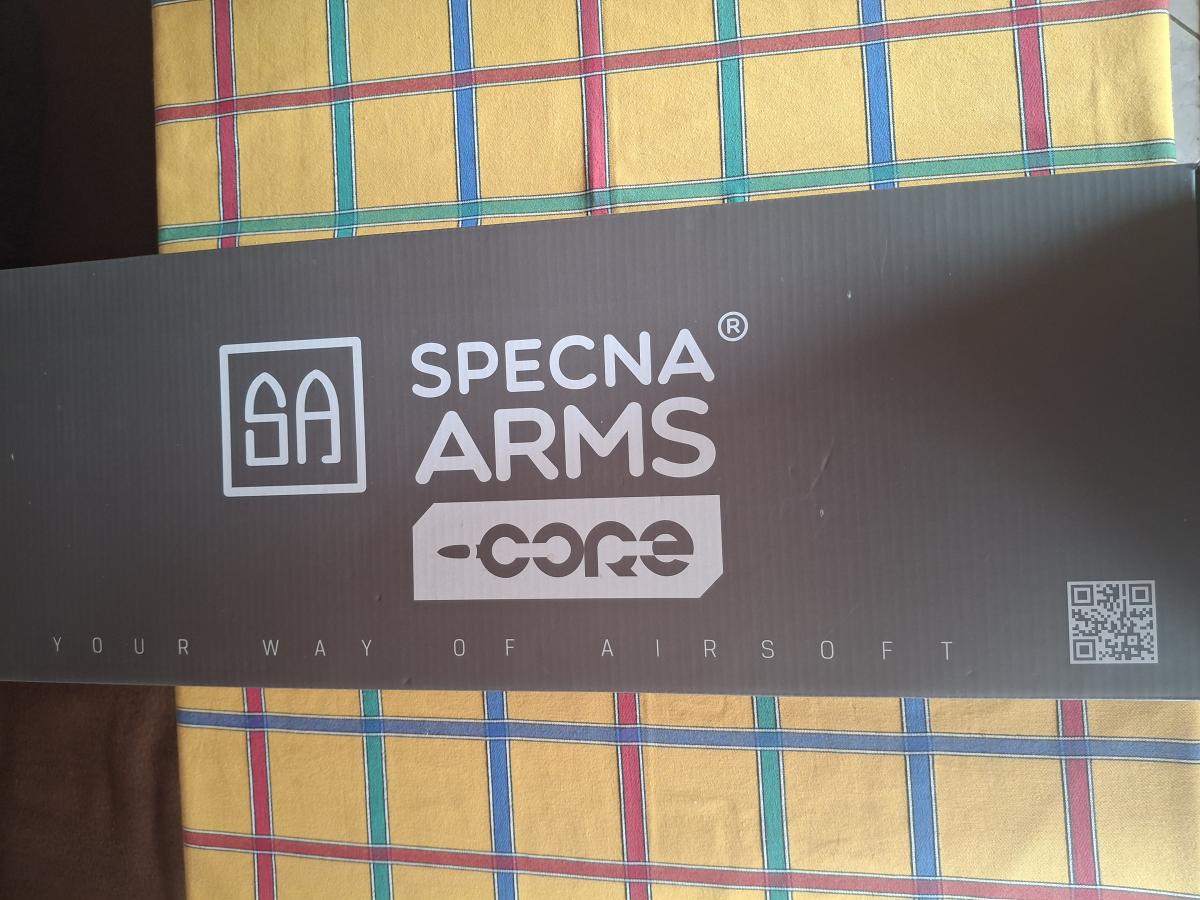 SA
SPECNA ®
ARMS
CORE
YOUR WAY OF AIRSOFT